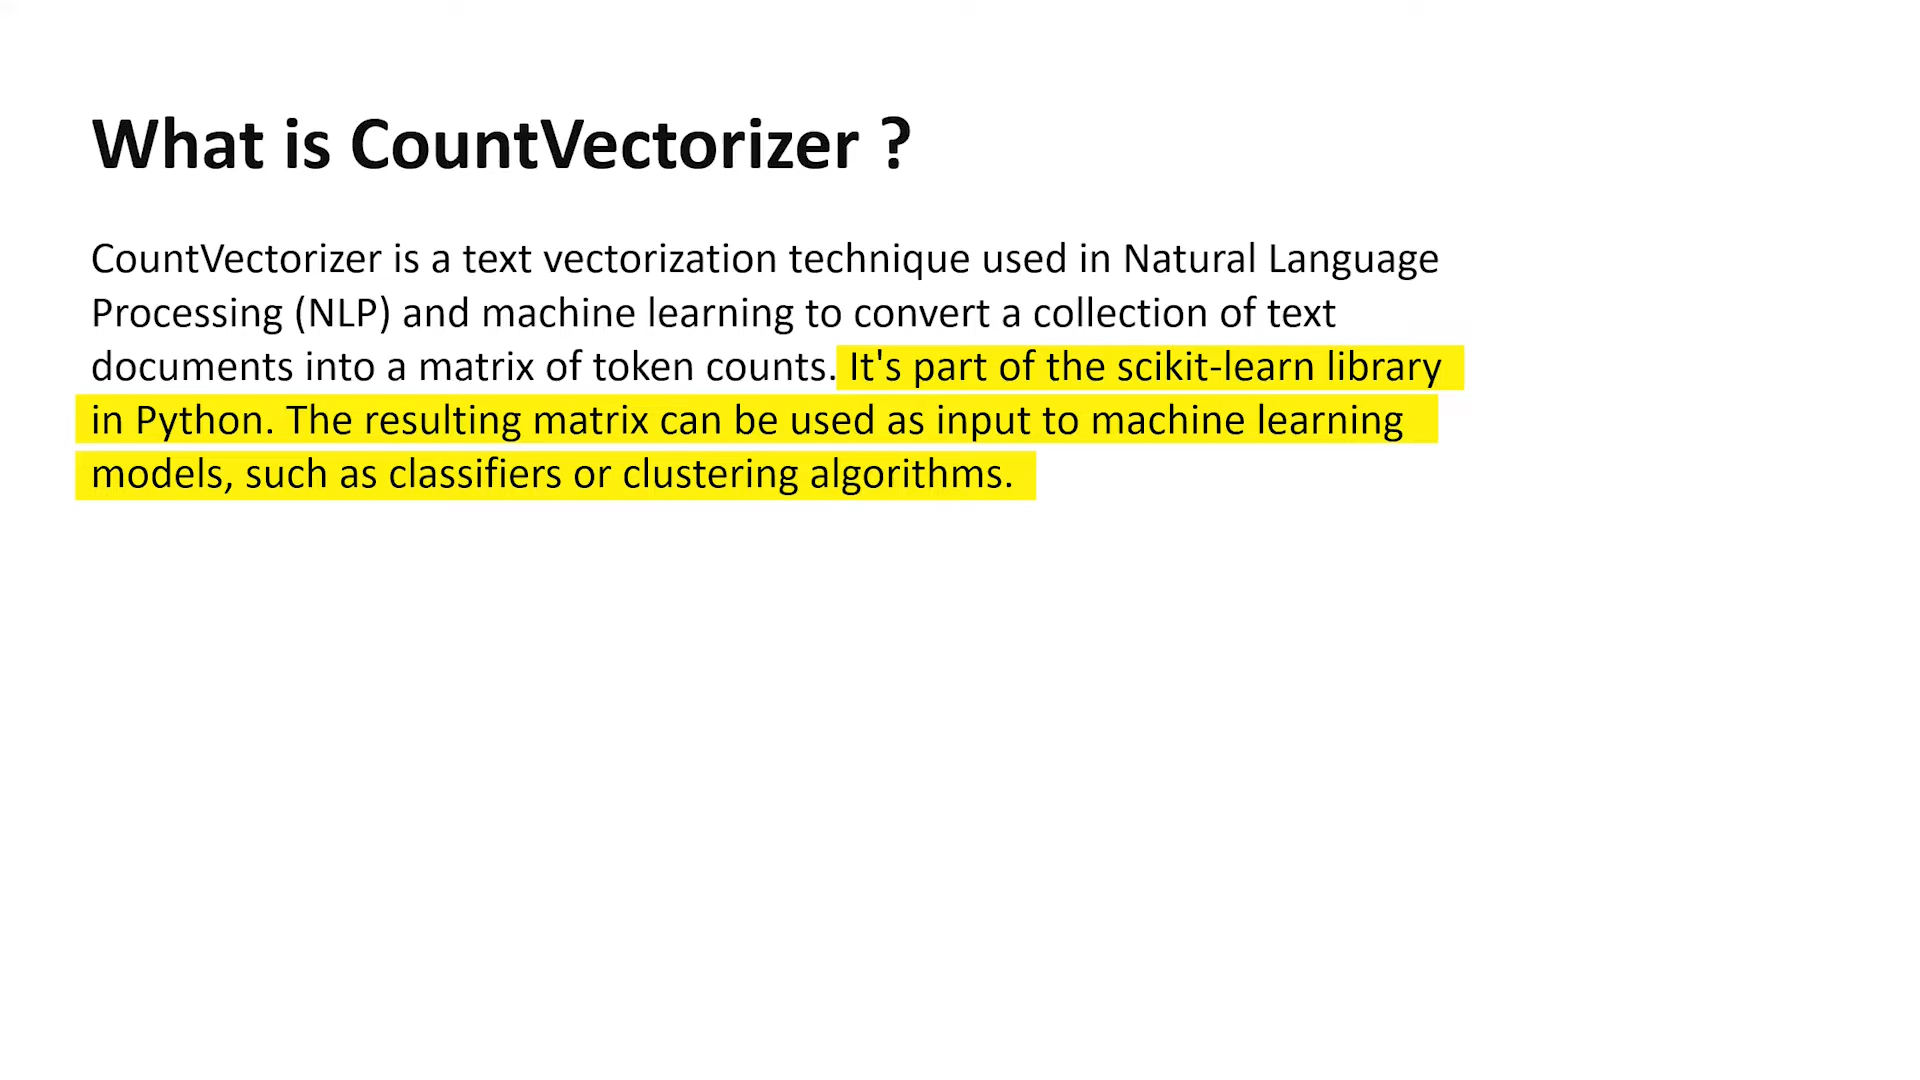 What is CountVectorizer ?
CountVectorizer is a text vectorization technique used in Natural Language
Processing (NLP) and machine learning to convert a collection of text
documents into a matrix of token counts. It's part of the scikit-learn library
in Python. The resulting matrix can be used as input to machine learning
models, such as classifiers or clustering algorithms.